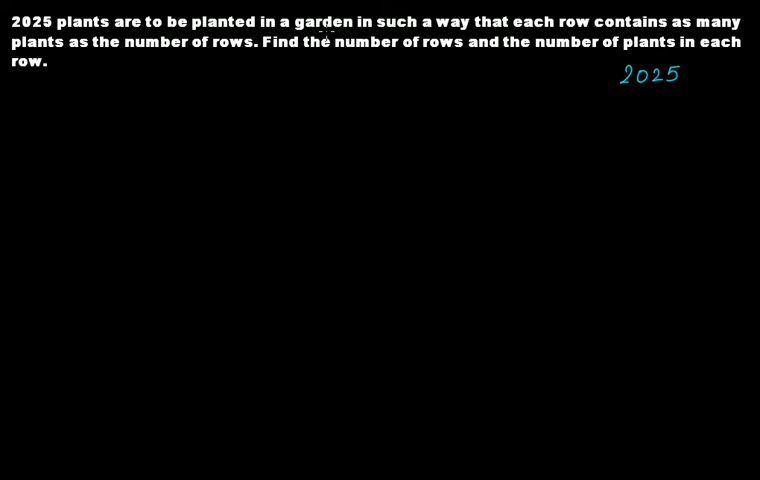 2025 plants are to be planted in a garden in such a way that each row contains as many
plants as the number of rows. Find the number of rows and the number of plants in each
row.
2025